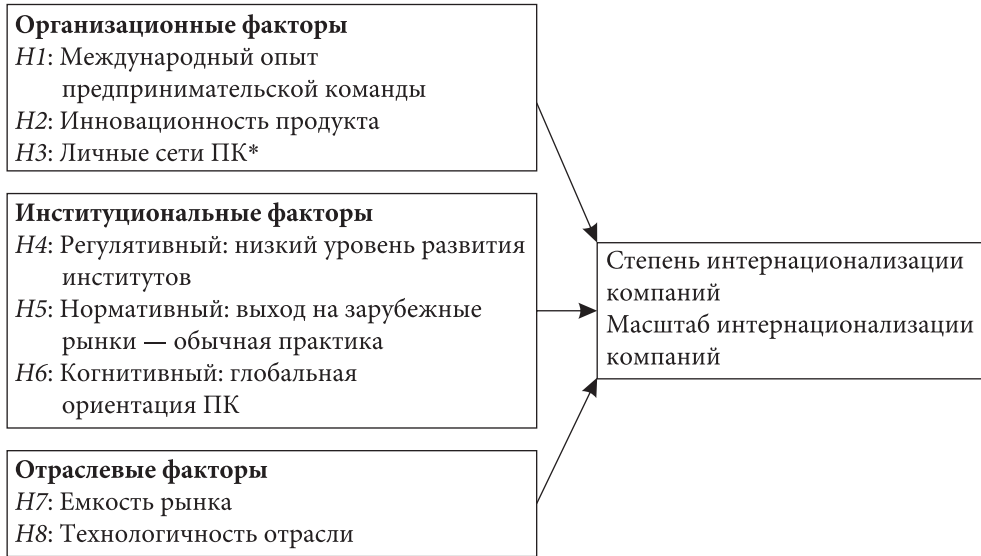 Организационные факторы
H1: Международный опыт
предпринимательской команды
H2: Инновационность продукта
H3: Личные сети ПК*
Институциональные факторы
H4: Регулятивный: низкий уровень развития
институтов
H5: Нормативный: выход на зарубежные
рынки — обычная практика
H6: Когнитивный: глобальная
ориентация ПК
Отраслевые факторы
H7: Емкость рынка
H8: Технологичность отрасли
Степень интернационализации
компаний
Масштаб интернационализации
компаний